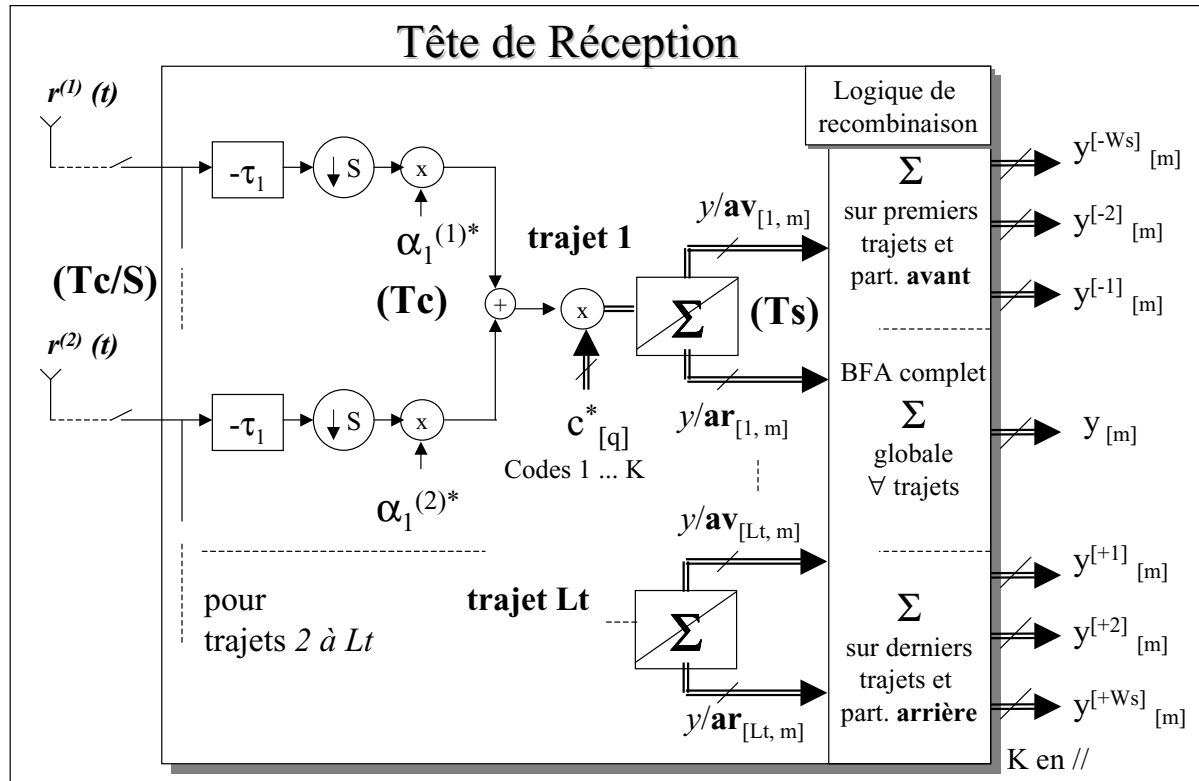 Tête de Réception
r(1) (t)
-τ1
↓ S
x
α1(1)*
(Tc/S)
(Tc)
r(2) (t)
-τ1
↓ S
x
α1(2)*
+
trajet 1
x
c*[q]
Codes 1 ... K
y/av[1, m]
Σ
(Ts)
y/ar[1, m]
pour
trajets 2 à Lt
trajet Lt
y/av[Lt, m]
Σ
y/ar[Lt, m]
Logique de
recombinaison
Σ
sur premiers
trajets et
part. avant
BFA complet
Σ
globale
∀ trajets
Σ
sur derniers
trajets et
part. arrière
y[-Ws] [m]
y[-2] [m]
y[-1] [m]
y [m]
y[+1] [m]
y[+2] [m]
y[+Ws] [m]
K en //